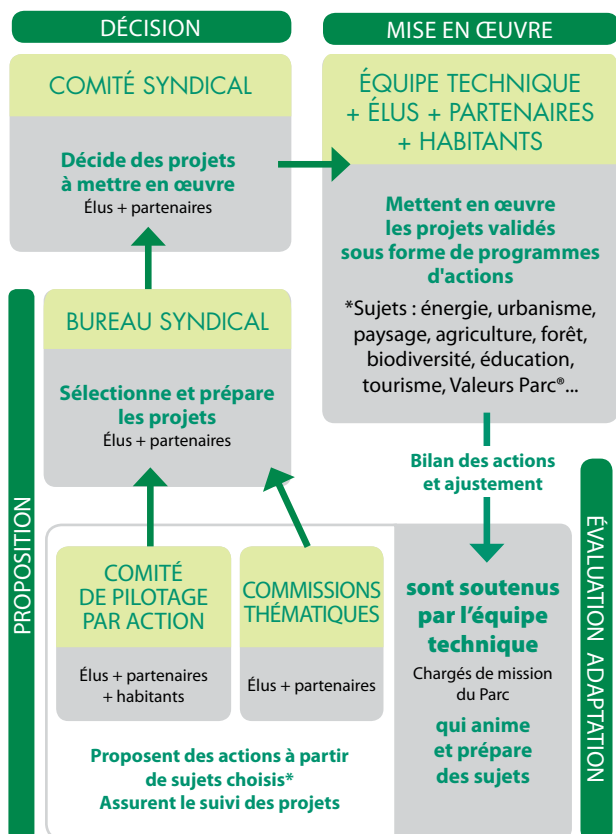 DÉCISION
COMITÉ SYNDICAL
Décide des projets
à mettre en œuvre
Élus + partenaires
MISE EN ŒUVRE
ÉQUIPE TECHNIQUE
+ ÉLUS + PARTENAIRES
+ HABITANTS
Mettent en œuvre
les projets validés
sous forme de programmes
d'actions
*Sujets : énergie, urbanisme,
paysage, agriculture, forêt,
biodiversité, éducation,
tourisme, Valeurs Parc®...
PROPOSITION
BUREAU SYNDICAL
Sélectionne et prépare
les projets
Élus + partenaires
Bilan des actions
et ajustement
COMITÉ
DE PILOTAGE
PAR ACTION
Élus + partenaires
+ habitants
COMMISSIONS
THÉMATIQUES
Élus + partenaires
Proposent des actions à partir
de sujets choisis*
Assurent le suivi des projets
sont soutenus
par l'équipe
technique
Chargés de mission
du Parc
qui anime
et prépare
des sujets
ÉVALUATION ADAPTATION